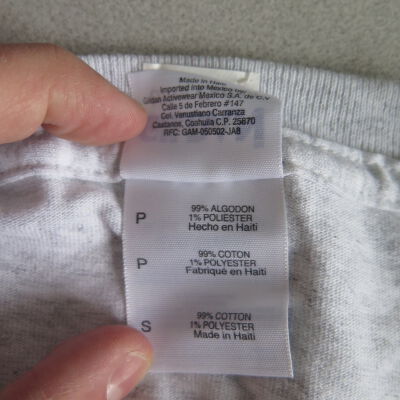 Made in Haiti
Imported into Mexico by:
Gildan Activewear Mexico S.A. de C.V
Calle 5 de Febrero #147
Col. Venustiano Carranza
Castanos, Coahuila C.P. 25870
RFC: GAM-050502-JA8
P
99% ALGODON
1% POLIESTER
Hecho en Haití
P
99% COTON
1% POLYESTER
Fabriqué en Haïti
S
99% COTTON
1% POLYESTER
Made in Haiti